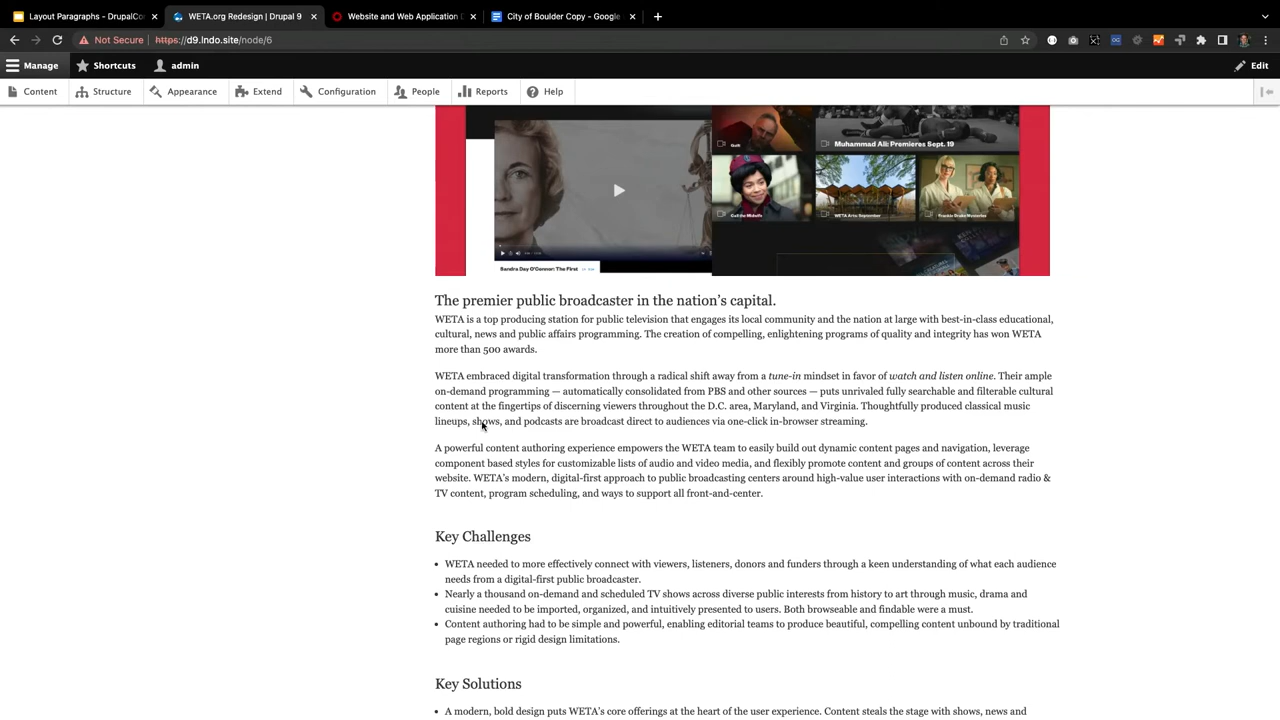 Layout Paragraphs - DrupalCo
WETA.org Redesign | Drupal 9
Website and Web Application
City of Boulder Copy - Google
Not Secure https://d9.lndo.site/node/6
Manage Shortcuts admin Edit
Content Structure Appearance Extend Configuration People Reports Help
Muhammad Ali: Premieres Sept. 19
Call the Midwife
WETA Arts September
Frankie Drake Mysteries
Sandra Day O'Connor: The First
The premier public broadcaster in the nation’s capital.
WETA is a top producing station for public television that engages its local community and the nation at large with best-in-class educational,
cultural, news and public affairs programming. The creation of compelling, enlightening programs of quality and integrity has won WETA
more than 500 awards.
WETA embraced digital transformation through a radical shift away from a tune-in mindset in favor of watch and listen online. Their ample
on-demand programming — automatically consolidated from PBS and other sources — puts unrivaled fully searchable and filterable cultural
content at the fingertips of discerning viewers throughout the D.C. area, Maryland, and Virginia. Thoughtfully produced classical music
lineups, shows, and podcasts are broadcast direct to audiences via one-click in-browser streaming.
A powerful content authoring experience empowers the WETA team to easily build out dynamic content pages and navigation, leverage
component based styles for customizable lists of audio and video media, and flexibly promote content and groups of content across their
website. WETA’s modern, digital-first approach to public broadcasting centers around high-value user interactions with on-demand radio &
TV content, program scheduling, and ways to support all front-and-center.
Key Challenges
• WETA needed to more effectively connect with viewers, listeners, donors and funders through a keen understanding of what each audience
needs from a digital-first public broadcaster.
• Nearly a thousand on-demand and scheduled TV shows across diverse public interests from history to art through music, drama and
cuisine needed to be imported, organized, and intuitively presented to users. Both browseable and findable were a must.
• Content authoring had to be simple and powerful, enabling editorial teams to produce beautiful, compelling content unbound by traditional
page regions or rigid design limitations.
Key Solutions
• A modern, bold design puts WETA’s core offerings at the heart of the user experience. Content steals the stage with shows, news and